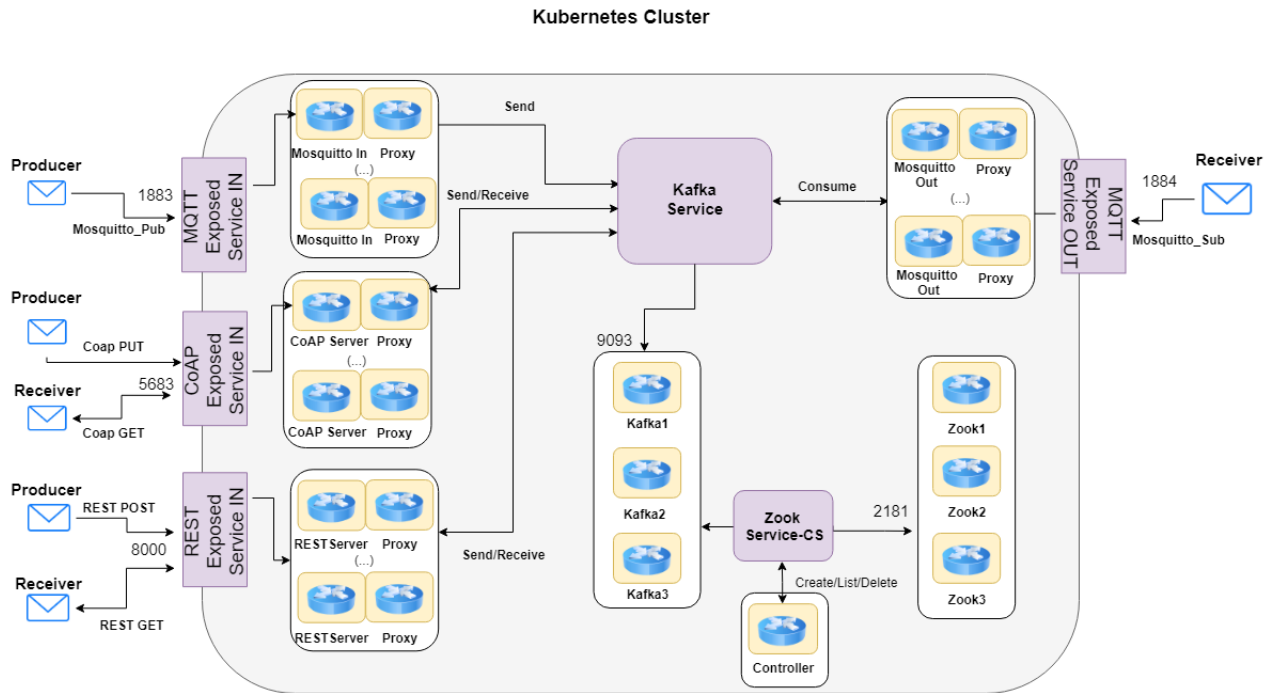 Kubernetes Cluster
Producer
1883
Mosquitto_Pub
MQTT
Exposed
Service IN
Mosquitto In
Proxy
(...)
Mosquitto In
Proxy
Send
Send/Receive
Kafka
Service
Consume
Mosquitto
Out
Proxy
(...)
Mosquitto
Out
Proxy
MQTT
Exposed
Service OUT
Receiver
1884
Mosquitto_Sub
Producer
Coap PUT
Receiver
5683
Coap GET
CoAP
Exposed
Service IN
CoAP Server
Proxy
(...)
CoAP Server
Proxy
9093
Kafka1
Kafka2
Kafka3
Zook
Service-CS
2181
Zook1
Zook2
Zook3
Create/List/Delete
Controller
Producer
REST POST
8000
Receiver
REST GET
REST
Exposed
Service IN
REST Server
Proxy
(...)
REST Server
Proxy
Send/Receive